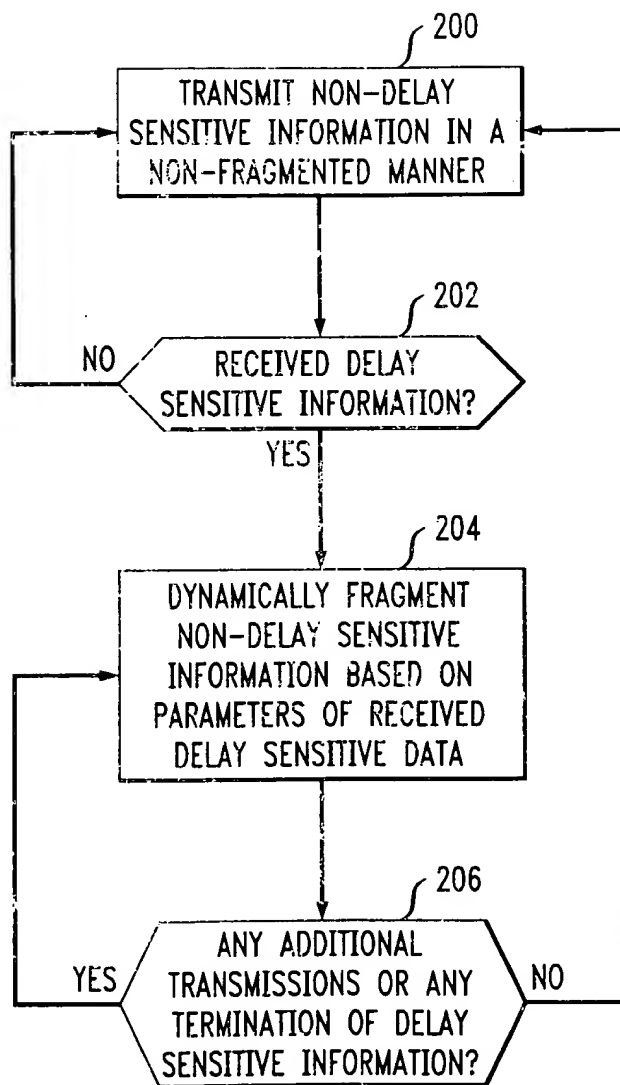 200
TRANSMIT NON-DELAY
SENSITIVE INFORMATION IN A
NON-FRAGMENTED MANNER
202
NO
RECEIVED DELAY
SENSITIVE INFORMATION?
YES
204
DYNAMICALLY FRAGMENT
NON-DELAY SENSITIVE
INFORMATION BASED ON
PARAMETERS OF RECEIVED
DELAY SENSITIVE DATA
206
YES
ANY ADDITIONAL
TRANSMISSIONS OR ANY
TERMINATION OF DELAY
SENSITIVE INFORMATION?
NO